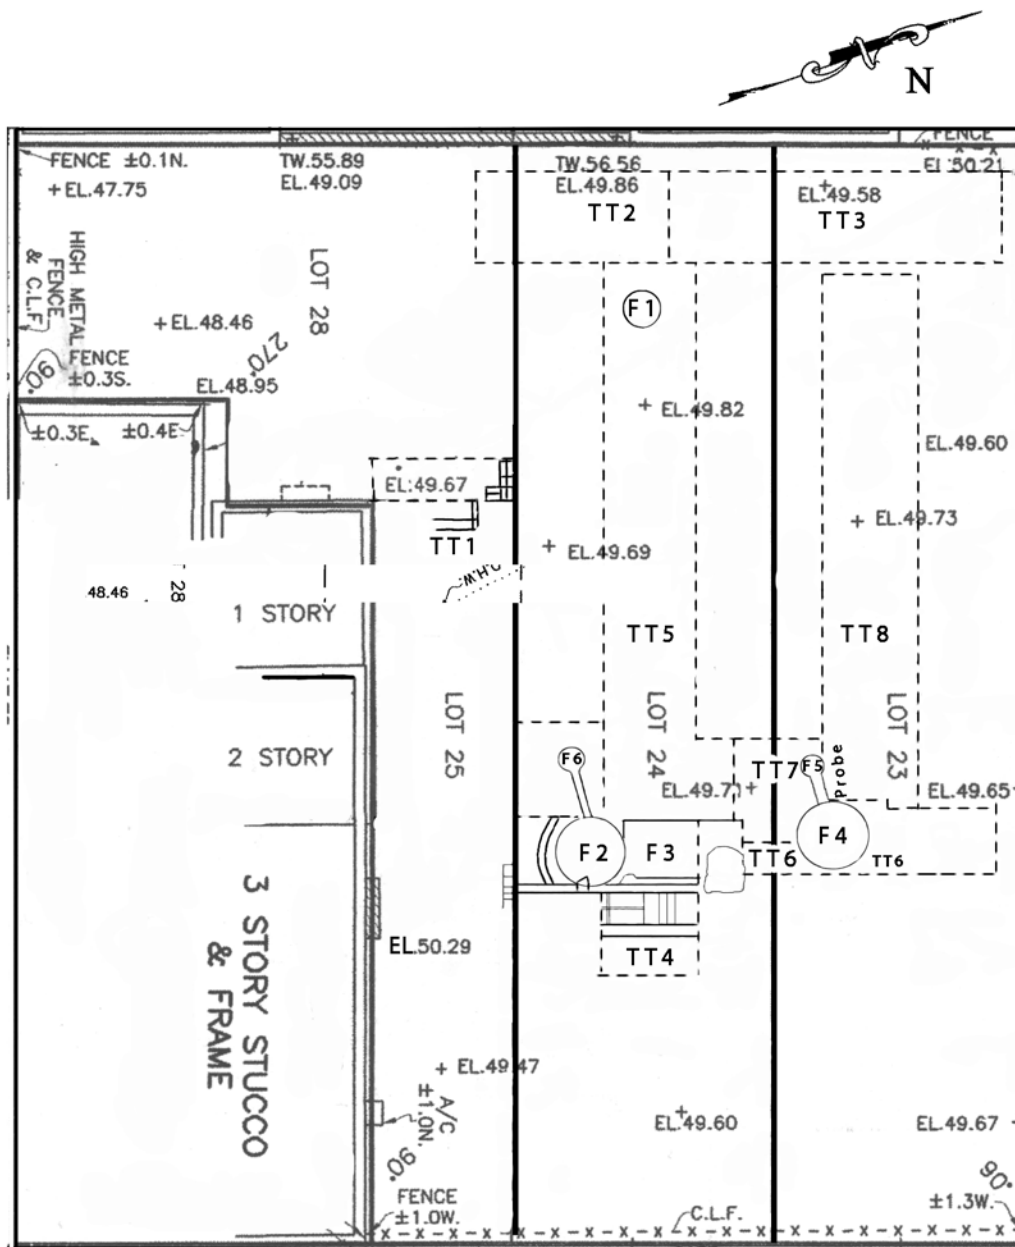 N
FENCE
FENCE ±0.1N.
TW.55.89
TW.56.56
EL.50.21
+EL.47.75
EL.49.09
EL.49.86
EL.49.58
TT2
TT3
HIGH METAL
FENCE
& C.L.F
LOT 28
F1
+EL.48.46
270°
FENCE
±0.3S.
90°
EL.48.95
+EL.49.82
±0.3E
±0.4E
EL.49.60
EL.49.67
+EL.49.73
TT1
+EL.49.69
O.H.W.
48.46
28
1 STORY
TT5
TT8
LOT 25
LOT 24
LOT 23
2 STORY
F6
TT7
F5
Probe
EL.49.71+
EL.49.65
F2
F3
TT6
F4
TT6
3 STORY STUCCO
& FRAME
EL.50.29
TT4
+EL.49.47
A/C
±1.0N.
EL.49.60
EL.49.67
90°
90°
FENCE
±1.0W.
±1.3W.
C.L.F.